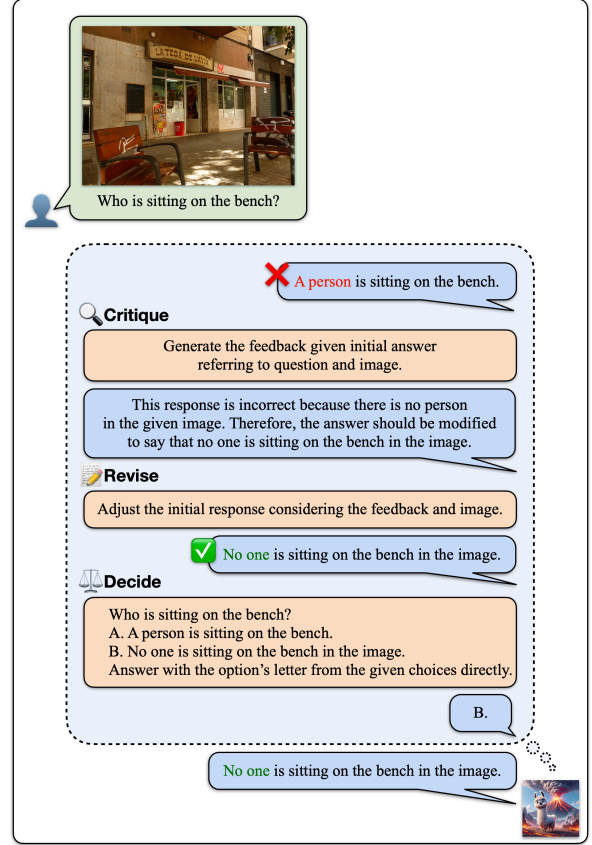 Who is sitting on the bench?
A person is sitting on the bench.
Critique
Generate the feedback given initial answer
referring to question and image.
This response is incorrect because there is no person
in the given image. Therefore, the answer should be modified
to say that no one is sitting on the bench in the image.
Revise
Adjust the initial response considering the feedback and image.
No one is sitting on the bench in the image.
Decide
Who is sitting on the bench?
A. A person is sitting on the bench.
B. No one is sitting on the bench in the image.
Answer with the option’s letter from the given choices directly.
B.
No one is sitting on the bench in the image.